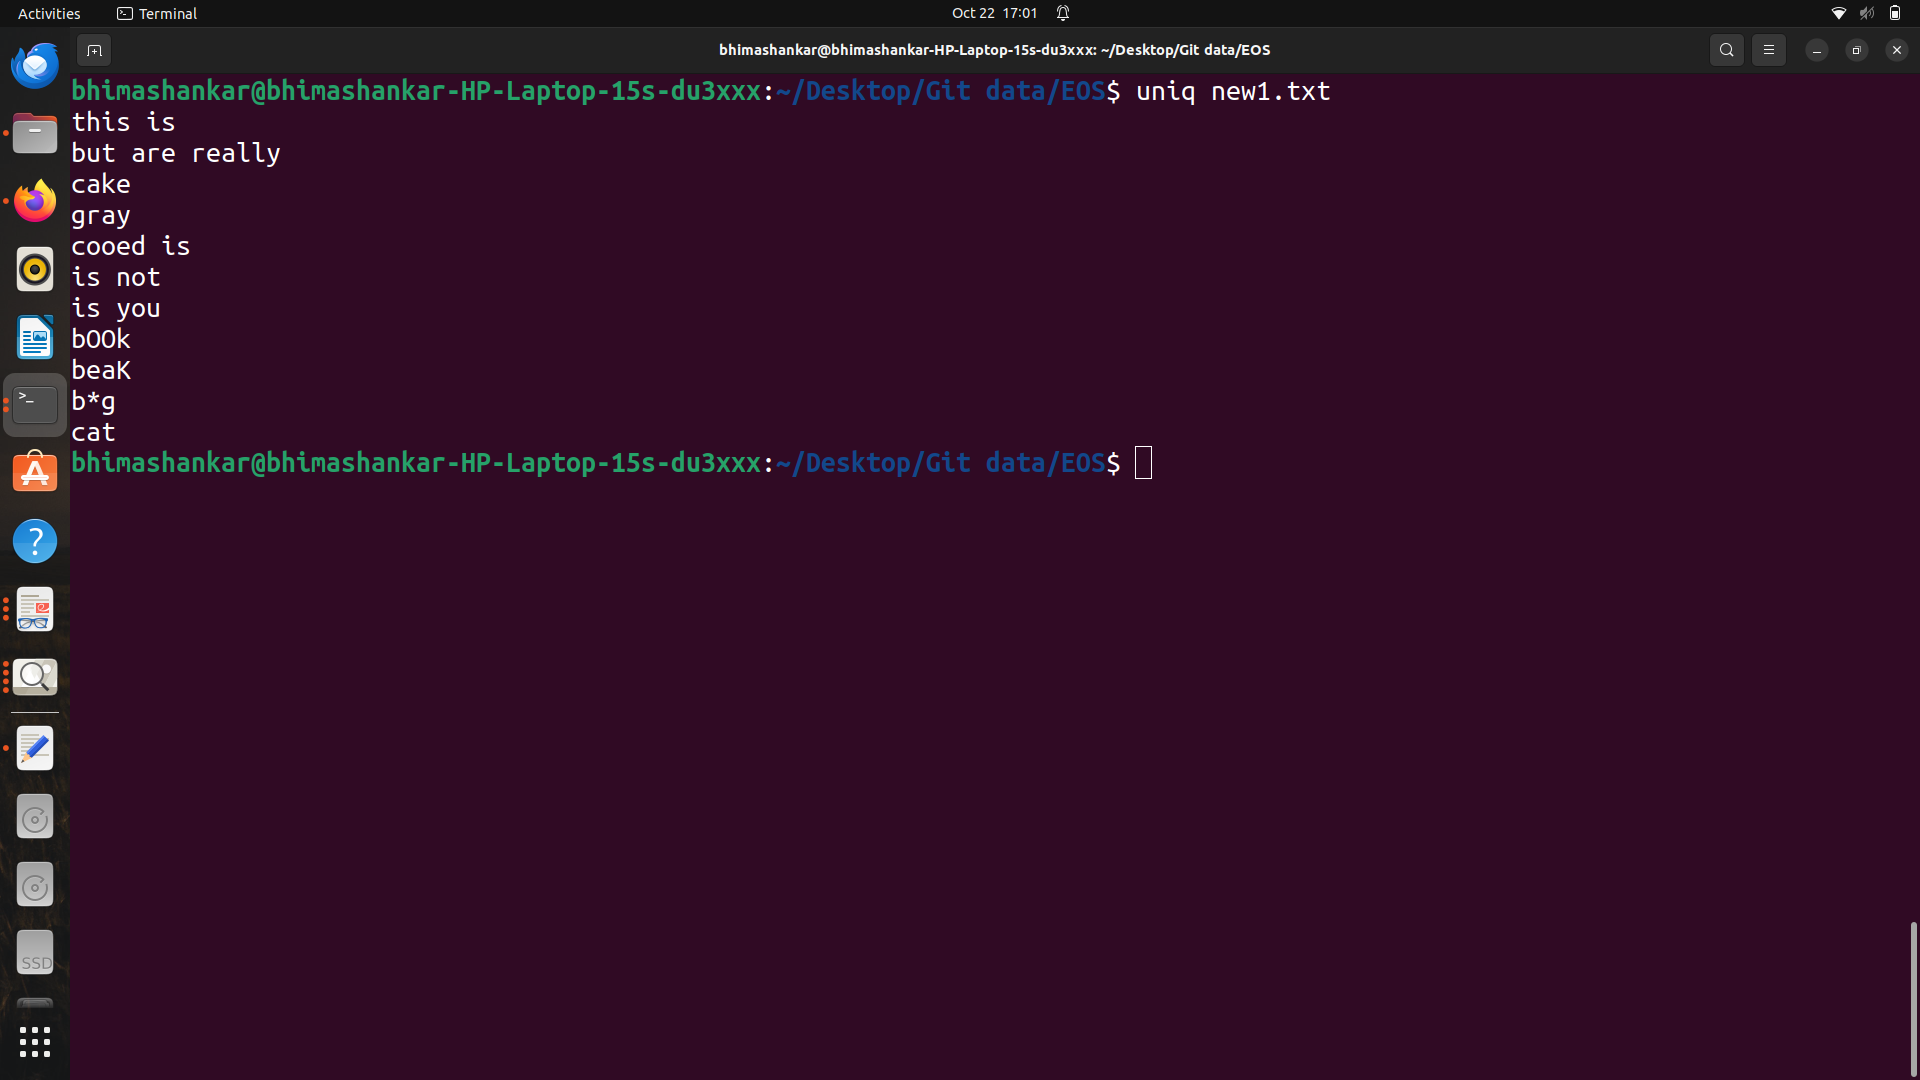 Activities Terminal Oct 22 17:01
bhimashankar@bhimashankar-HP-Laptop-15s-du3xxx: ~/Desktop/Git data/EOS
bhimashankar@bhimashankar-HP-Laptop-15s-du3xxx:~/Desktop/Git data/EOS$ uniq new1.txt
this is
but are really
cake
gray
cooed is
is not
is you
bOOk
beaK
b*g
cat
bhimashankar@bhimashankar-HP-Laptop-15s-du3xxx:~/Desktop/Git data/EOS$
SSD